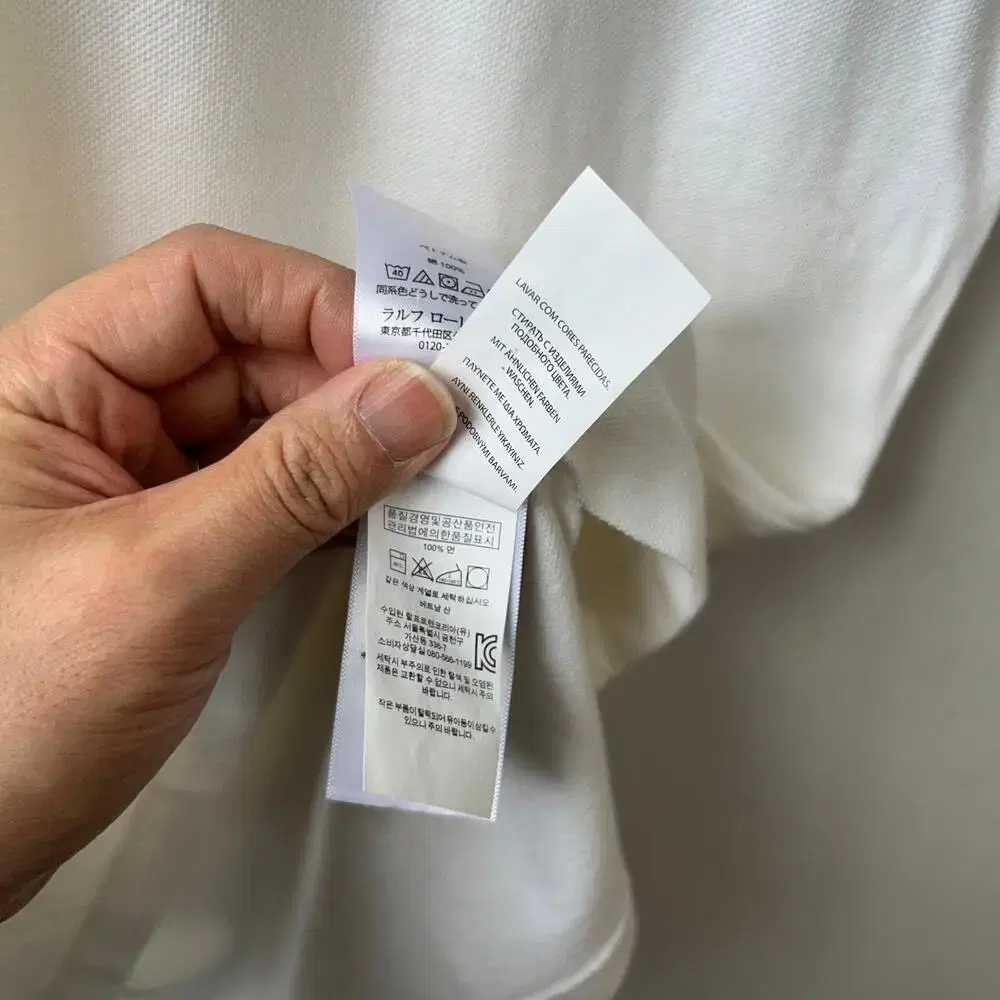 ベトナム製
綿 100%
40
同系色どうしで洗って
ラルフ ロー
東京都千代田区
0120-
LAVAR COM CORES PARECIDAS.
СТИРАТЬ С ИЗДЕЛИЯМИ
ПОДОБНОГО ЦВЕТА.
MIT ÄHNLICHEN FARBEN
WASCHEN.
ΠΛΥΝΕΤΕ ΜΕ ΙΔΙΑ ΧΡΩΜΑΤΑ.
AYNI RENKLERLE YIKAYINIZ.
S PODOBNÝMI BARVAMI.
품질경영및공산품안전
관리법에의한품질표시
100% 면
같은 색상 계열로 세탁하십시오.
베트남 산
수입원 랄프로렌코리아(유)
주소 서울특별시 금천구
가산동 336-7
소비자상담실 080-566-1199
세탁시 부주의로 인한 탈색 및 오염된
제품은 교환할 수 없으니 세탁시 주의
바랍니다.
작은 부품이 탈락되어 유아동이 삼킬 수
있으니 주의 바랍니다.